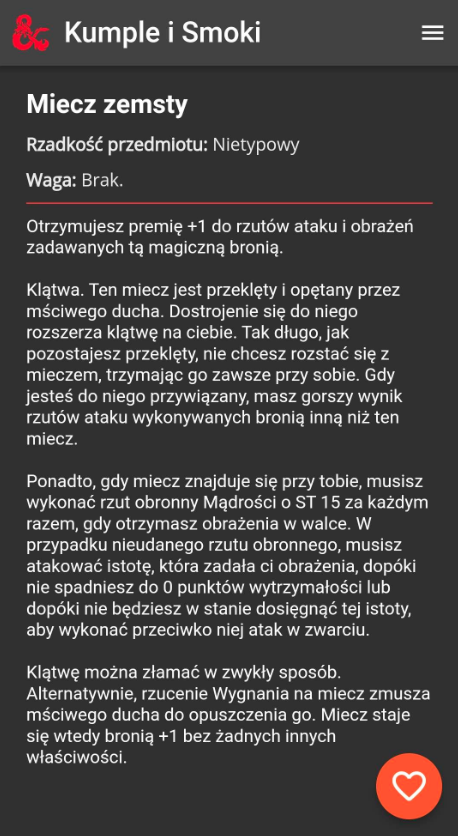 Kumple i Smoki
Miecz zemsty
Rzadkość przedmiotu: Nietypowy
Waga: Brak.
Otrzymujesz premię +1 do rzutów ataku i obrażeń
zadawanych tą magiczną bronią.
Klątwa. Ten miecz jest przeklęty i opętany przez
mściwego ducha. Dostrojenie się do niego
rozszerza klątwę na ciebie. Tak długo, jak
pozostajesz przeklęty, nie chcesz rozstać się z
mieczem, trzymając go zawsze przy sobie. Gdy
jesteś do niego przywiązany, masz gorszy wynik
rzutów ataku wykonywanych bronią inną niż ten
miecz.
Ponadto, gdy miecz znajduje się przy tobie, musisz
wykonać rzut obronny Mądrości o ST 15 za każdym
razem, gdy otrzymasz obrażenia w walce. W
przypadku nieudanego rzutu obronnego, musisz
atakować istotę, która zadała ci obrażenia, dopóki
nie spadniesz do 0 punktów wytrzymałości lub
dopóki nie będziesz w stanie dosięgnąć tej istoty,
aby wykonać przeciwko niej atak w zwarciu.
Klątwę można złamać w zwykły sposób.
Alternatywnie, rzucenie Wygnania na miecz zmusza
mściwego ducha do opuszczenia go. Miecz staje
się wtedy bronią +1 bez żadnych innych
właściwości.